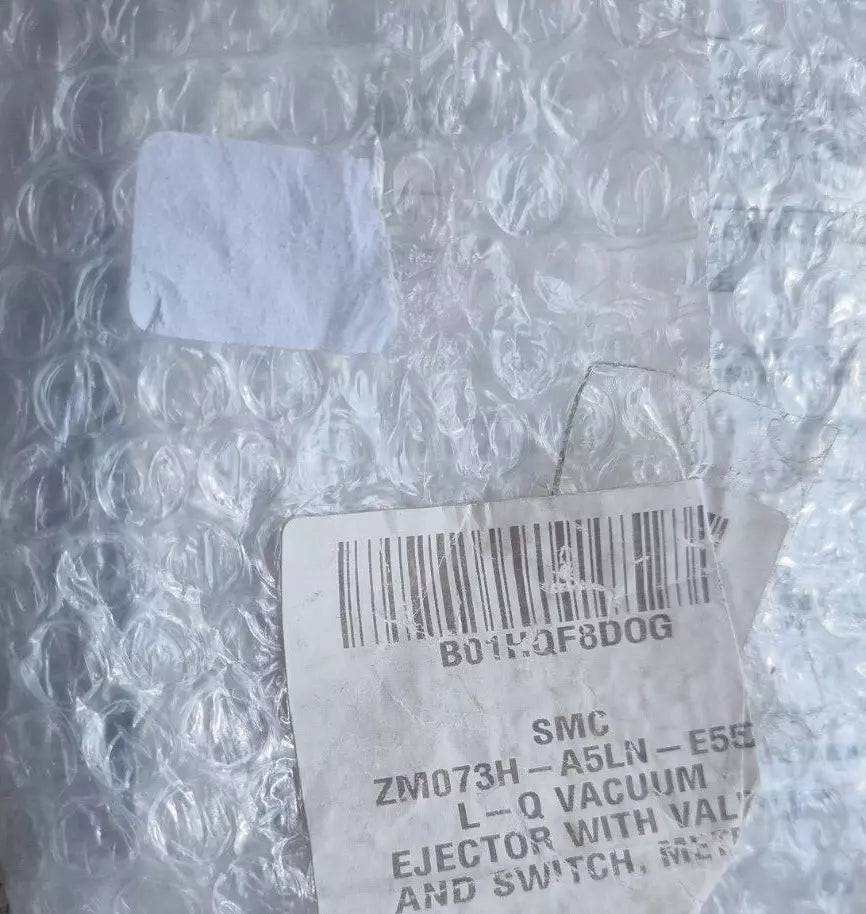 B01HQF8DOG
SMC
ZM073H-A5LN-E55
L-Q VACUUM
EJECTOR WITH
AND SWITCH,